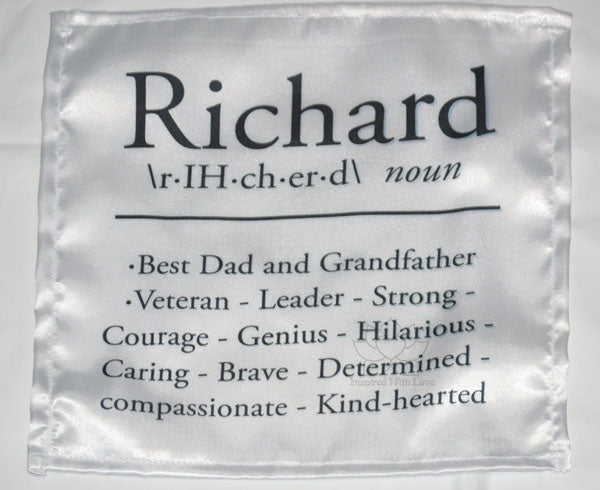 Richard
\r·IH·ch·er·d\ noun
·Best Dad and Grandfather
·Veteran - Leader - Strong -
Courage - Genius - Hilarious -
Caring - Brave - Determined -
Inspired With Love
compassionate - Kind-hearted